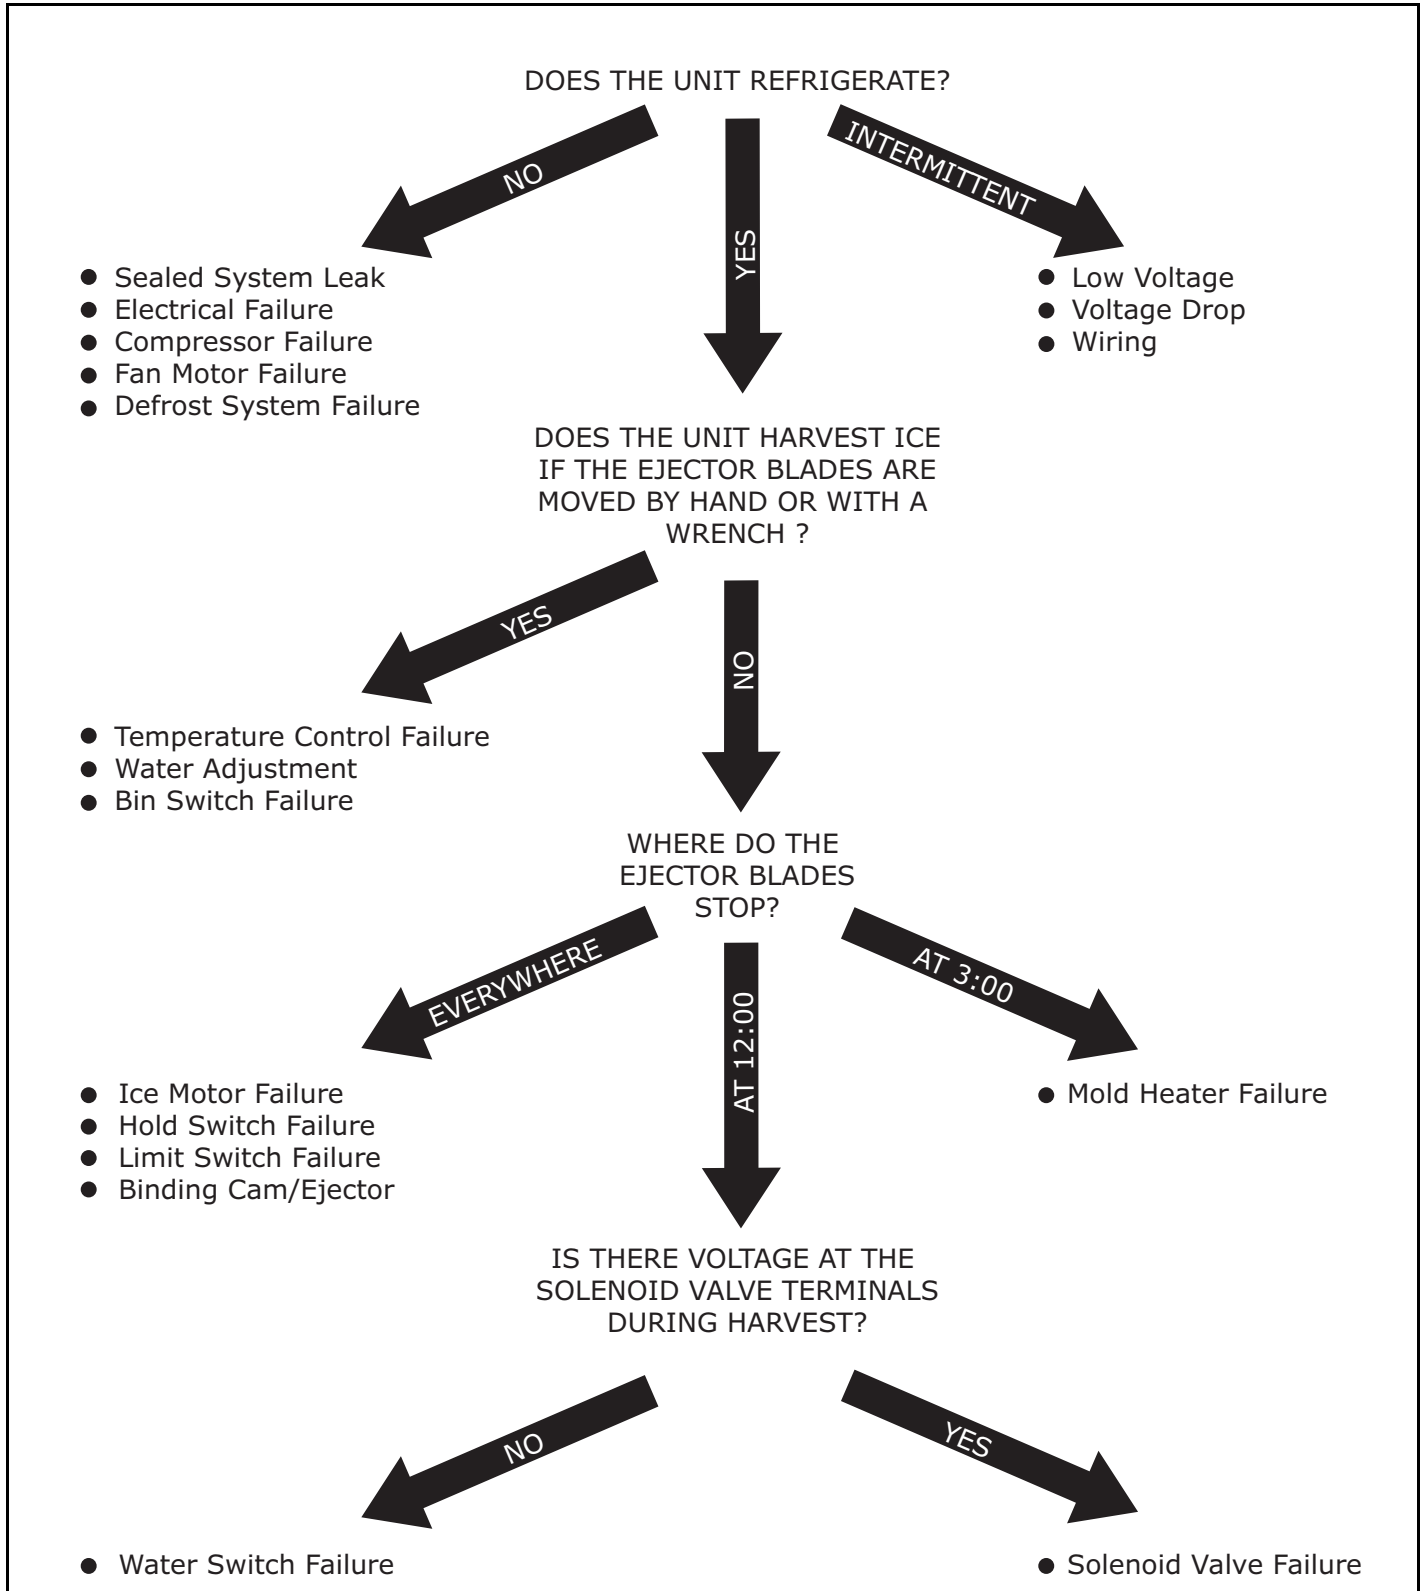 DOES THE UNIT REFRIGERATE?
NO
YES
INTERMITTENT
● Sealed System Leak
● Electrical Failure
● Compressor Failure
● Fan Motor Failure
● Defrost System Failure
● Low Voltage
● Voltage Drop
● Wiring
DOES THE UNIT HARVEST ICE
IF THE EJECTOR BLADES ARE
MOVED BY HAND OR WITH A
WRENCH ?
YES
NO
● Temperature Control Failure
● Water Adjustment
● Bin Switch Failure
WHERE DO THE
EJECTOR BLADES
STOP?
EVERYWHERE
AT 12:00
AT 3:00
● Ice Motor Failure
● Hold Switch Failure
● Limit Switch Failure
● Binding Cam/Ejector
● Mold Heater Failure
IS THERE VOLTAGE AT THE
SOLENOID VALVE TERMINALS
DURING HARVEST?
NO
YES
● Water Switch Failure
● Solenoid Valve Failure